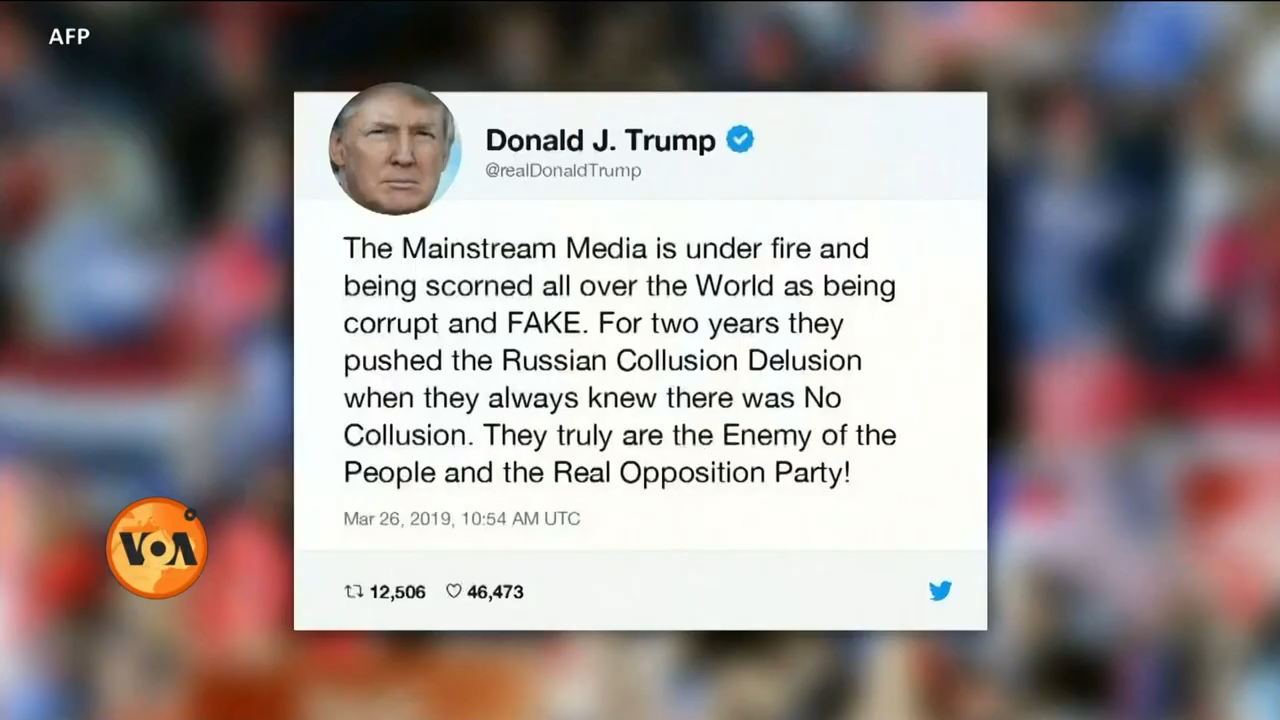 AFP
Donald J. Trump
@realDonaldTrump
The Mainstream Media is under fire and
being scorned all over the World as being
corrupt and FAKE. For two years they
pushed the Russian Collusion Delusion
when they always knew there was No
Collusion. They truly are the Enemy of the
People and the Real Opposition Party!
Mar 26, 2019, 10:54 AM UTC
VOA
12,506 46,473